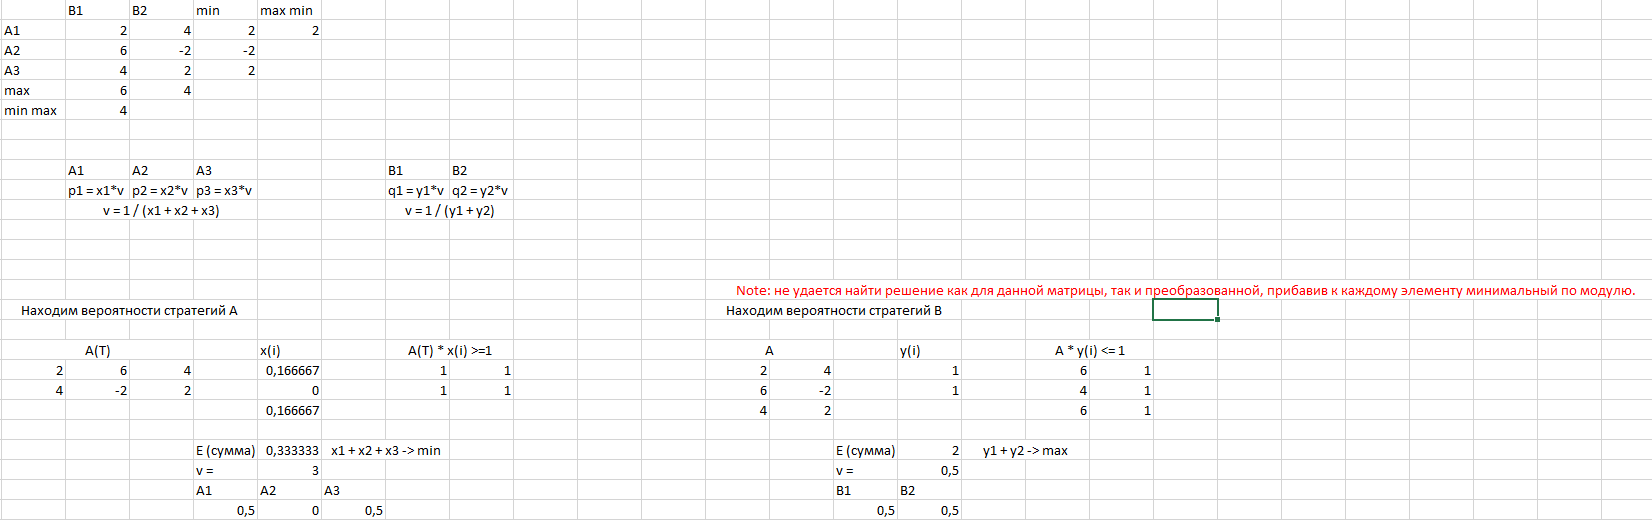 B1 B2 min max min
A1 2 4 2 2
A2 6 -2 -2
A3 4 2 2
max 6 4
min max 4
A1 A2 A3 B1 B2
p1 = x1*v p2 = x2*v p3 = x3*v q1 = y1*v q2 = y2*v
v = 1 / (x1 + x2 + x3) v = 1 / (y1 + y2)
Note: не удается найти решение как для данной матрицы, так и преобразованной, прибавив к каждому элементу минимальный по модулю.
Находим вероятности стратегий A Находим вероятности стратегий B
A(T) x(i) A(T) * x(i) >=1 A y(i) A * y(i) <= 1
2 6 4 0,166667 1 1 2 4 1 6 1
4 -2 2 0 1 1 6 -2 1 4 1
0,166667 4 2 6 1
E (сумма) 0,333333 x1 + x2 + x3 -> min E (сумма) 2 y1 + y2 -> max
v = 3 v = 0,5
A1 A2 A3 B1 B2
0,5 0 0,5 0,5 0,5